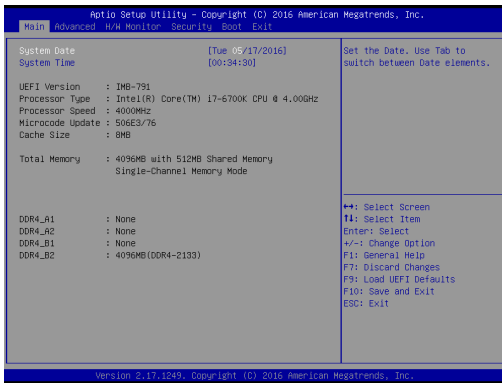 Aptio Setup Utility – Copyright (C) 2016 American Megatrends, Inc.
Main Advanced H/W Monitor Security Boot Exit
System Date [Tue 05/17/2016]
System Time [00:34:30]
UEFI Version : IMB-791
Processor Type : Intel(R) Core(TM) i7-6700K CPU @ 4.00GHz
Processor Speed : 4000MHz
Microcode Update : 506E3/76
Cache Size : 8MB
Total Memory : 4096MB with 512MB Shared Memory
Single-Channel Memory Mode
DDR4_A1 : None
DDR4_A2 : None
DDR4_B1 : None
DDR4_B2 : 4096MB(DDR4-2133)
Set the Date. Use Tab to
switch between Date elements.
↔: Select Screen
↑↓: Select Item
Enter: Select
+/-: Change Option
F1: General Help
F7: Discard Changes
F9: Load UEFI Defaults
F10: Save and Exit
ESC: Exit
Version 2.17.1249. Copyright (C) 2016 American Megatrends, Inc.